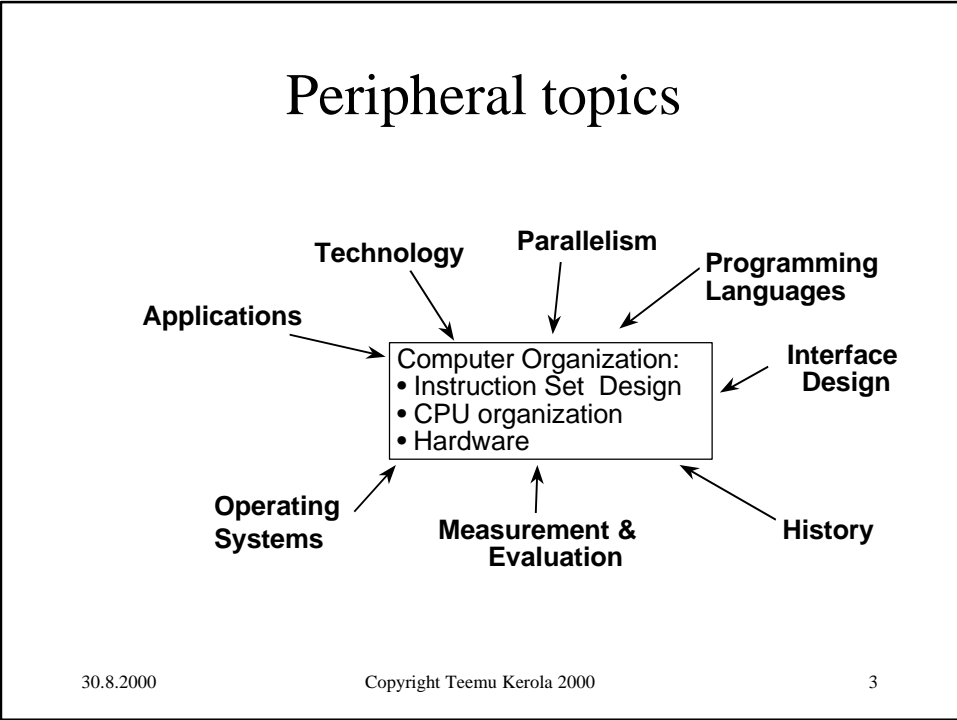 Peripheral topics
Technology
Parallelism
Programming
Languages
Applications
Interface
Design
Computer Organization:
• Instruction Set Design
• CPU organization
• Hardware
Operating
Systems
Measurement &
Evaluation
History
30.8.2000
Copyright Teemu Kerola 2000
3